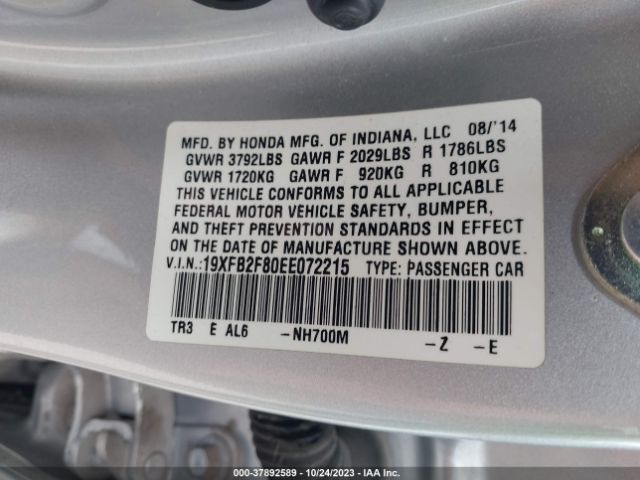 MFD. BY HONDA MFG. OF INDIANA, LLC 08/'14
GVWR 3792LBS GAWR F 2029LBS R 1786LBS
GVWR 1720KG GAWR F 920KG R 810KG
THIS VEHICLE CONFORMS TO ALL APPLICABLE
FEDERAL MOTOR VEHICLE SAFETY, BUMPER,
AND THEFT PREVENTION STANDARDS IN EFFECT
ON THE DATE OF MANUFACTURE SHOWN ABOVE.
V.I.N.:19XFB2F80EE072215 TYPE: PASSENGER CAR
TR3 E AL6 -NH700M -Z -E
000-37892589 - 10/24/2023 - IAA Inc.